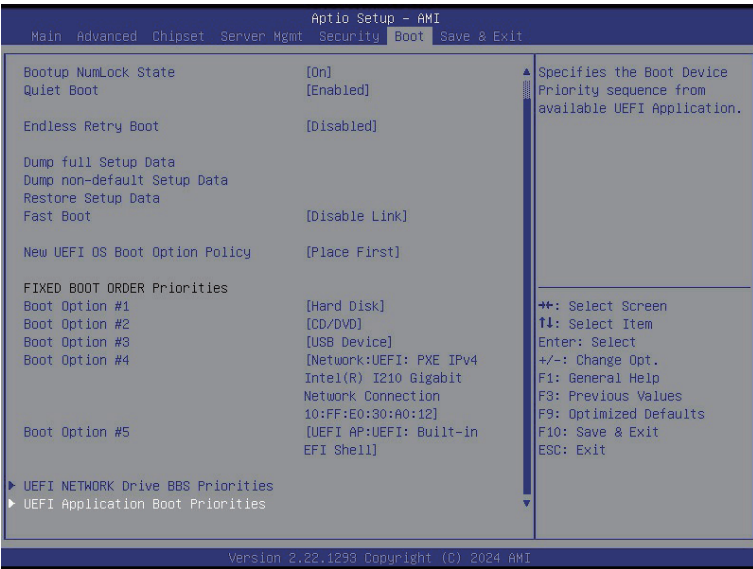 Aptio Setup – AMI
Main Advanced Chipset Server Mgmt Security Boot Save & Exit
Bootup NumLock State [On]
Quiet Boot [Enabled]
Endless Retry Boot [Disabled]
Dump full Setup Data
Dump non-default Setup Data
Restore Setup Data
Fast Boot [Disable Link]
New UEFI OS Boot Option Policy [Place First]
FIXED BOOT ORDER Priorities
Boot Option #1 [Hard Disk]
Boot Option #2 [CD/DVD]
Boot Option #3 [USB Device]
Boot Option #4 [Network:UEFI: PXE IPv4
Intel(R) I210 Gigabit
Network Connection
10:FF:E0:30:A0:12]
Boot Option #5 [UEFI AP:UEFI: Built-in
EFI Shell]
UEFI NETWORK Drive BBS Priorities
UEFI Application Boot Priorities
Specifies the Boot Device
Priority sequence from
available UEFI Application.
→←: Select Screen
↑↓: Select Item
Enter: Select
+/-: Change Opt.
F1: General Help
F3: Previous Values
F9: Optimized Defaults
F10: Save & Exit
ESC: Exit
Version 2.22.1293 Copyright (C) 2024 AMI